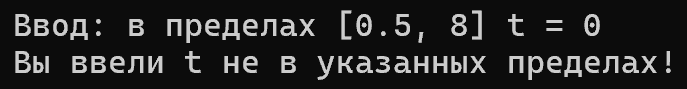 Ввод: в пределах [0.5, 8] t = 0
Вы ввели t не в указанных пределах!